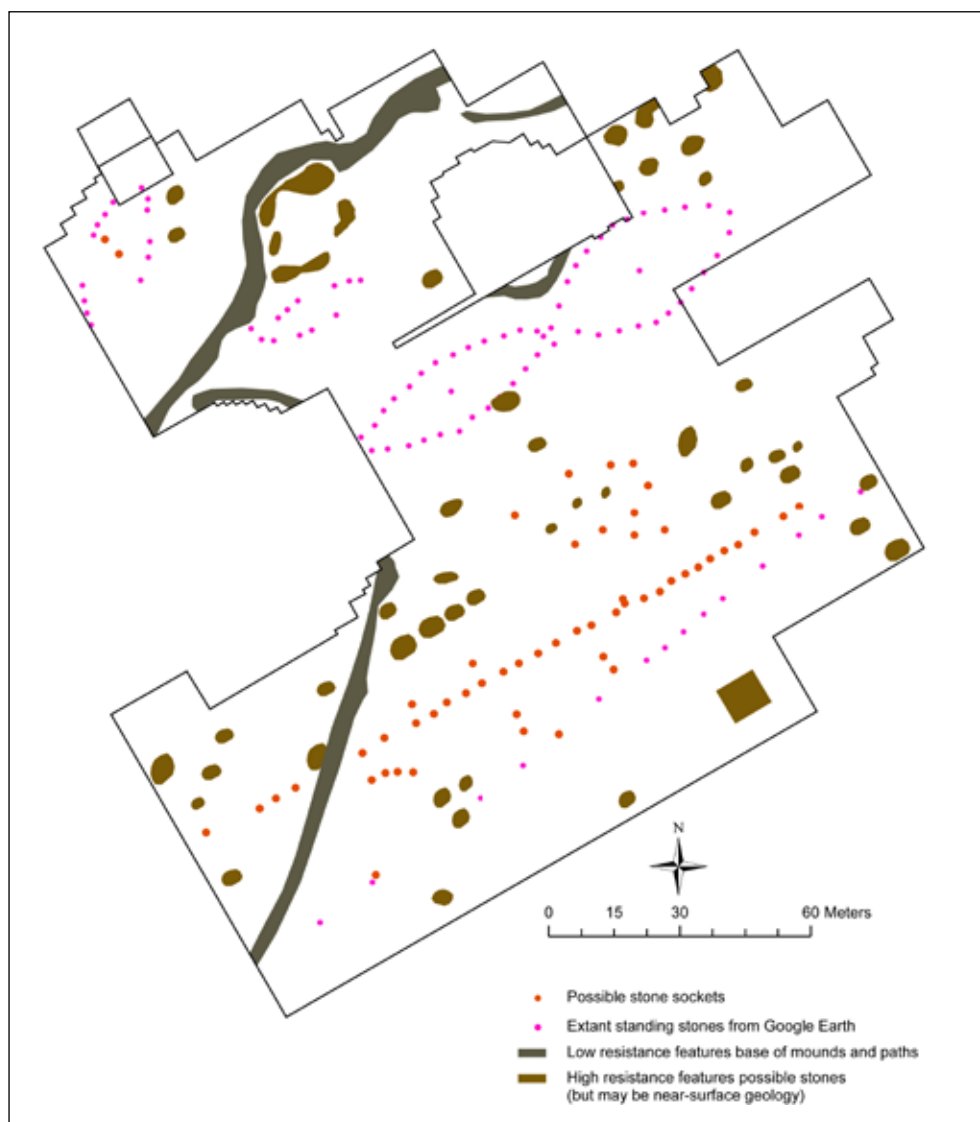 N
0 15 30 60 Meters
Possible stone sockets
Extant standing stones from Google Earth
Low resistance features base of mounds and paths
High resistance features possible stones
(but may be near-surface geology)